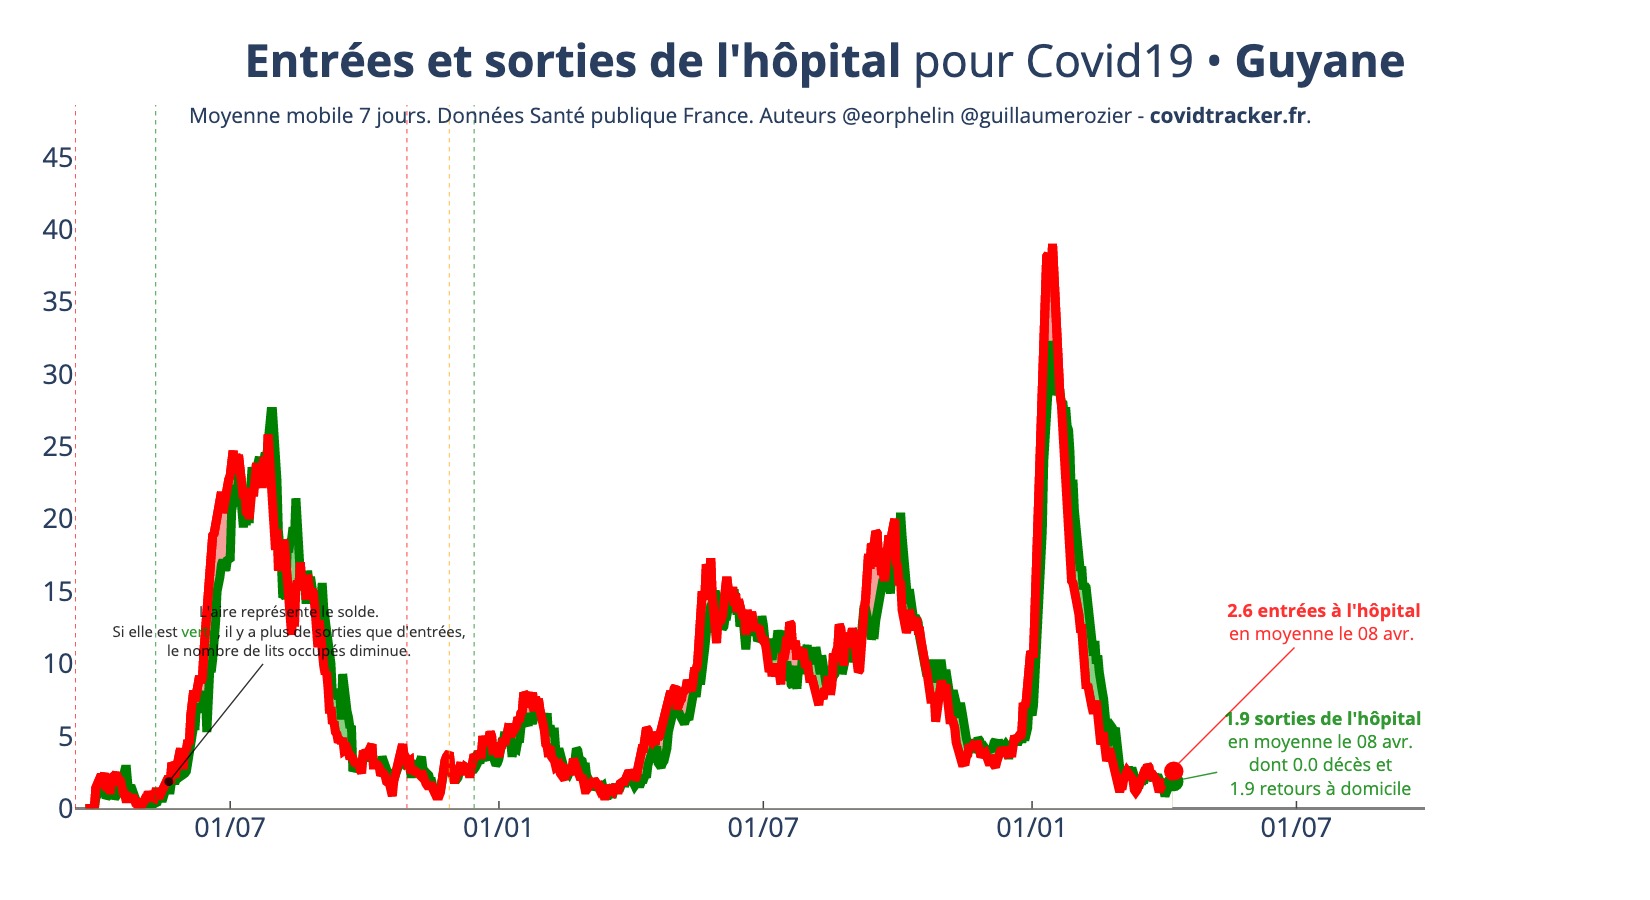 Entrées et sorties de l'hôpital pour Covid19 • Guyane
Moyenne mobile 7 jours. Données Santé publique France. Auteurs @eorphelin @guillaumerozier - covidtracker.fr.
45
40
35
30
25
20
15
10
5
0
L'aire représente le solde.
Si elle est verte, il y a plus de sorties que d'entrées,
le nombre de lits occupés diminue.
2.6 entrées à l'hôpital
en moyenne le 08 avr.
1.9 sorties de l'hôpital
en moyenne le 08 avr.
dont 0.0 décès et
1.9 retours à domicile
01/07
01/01
01/07
01/01
01/07